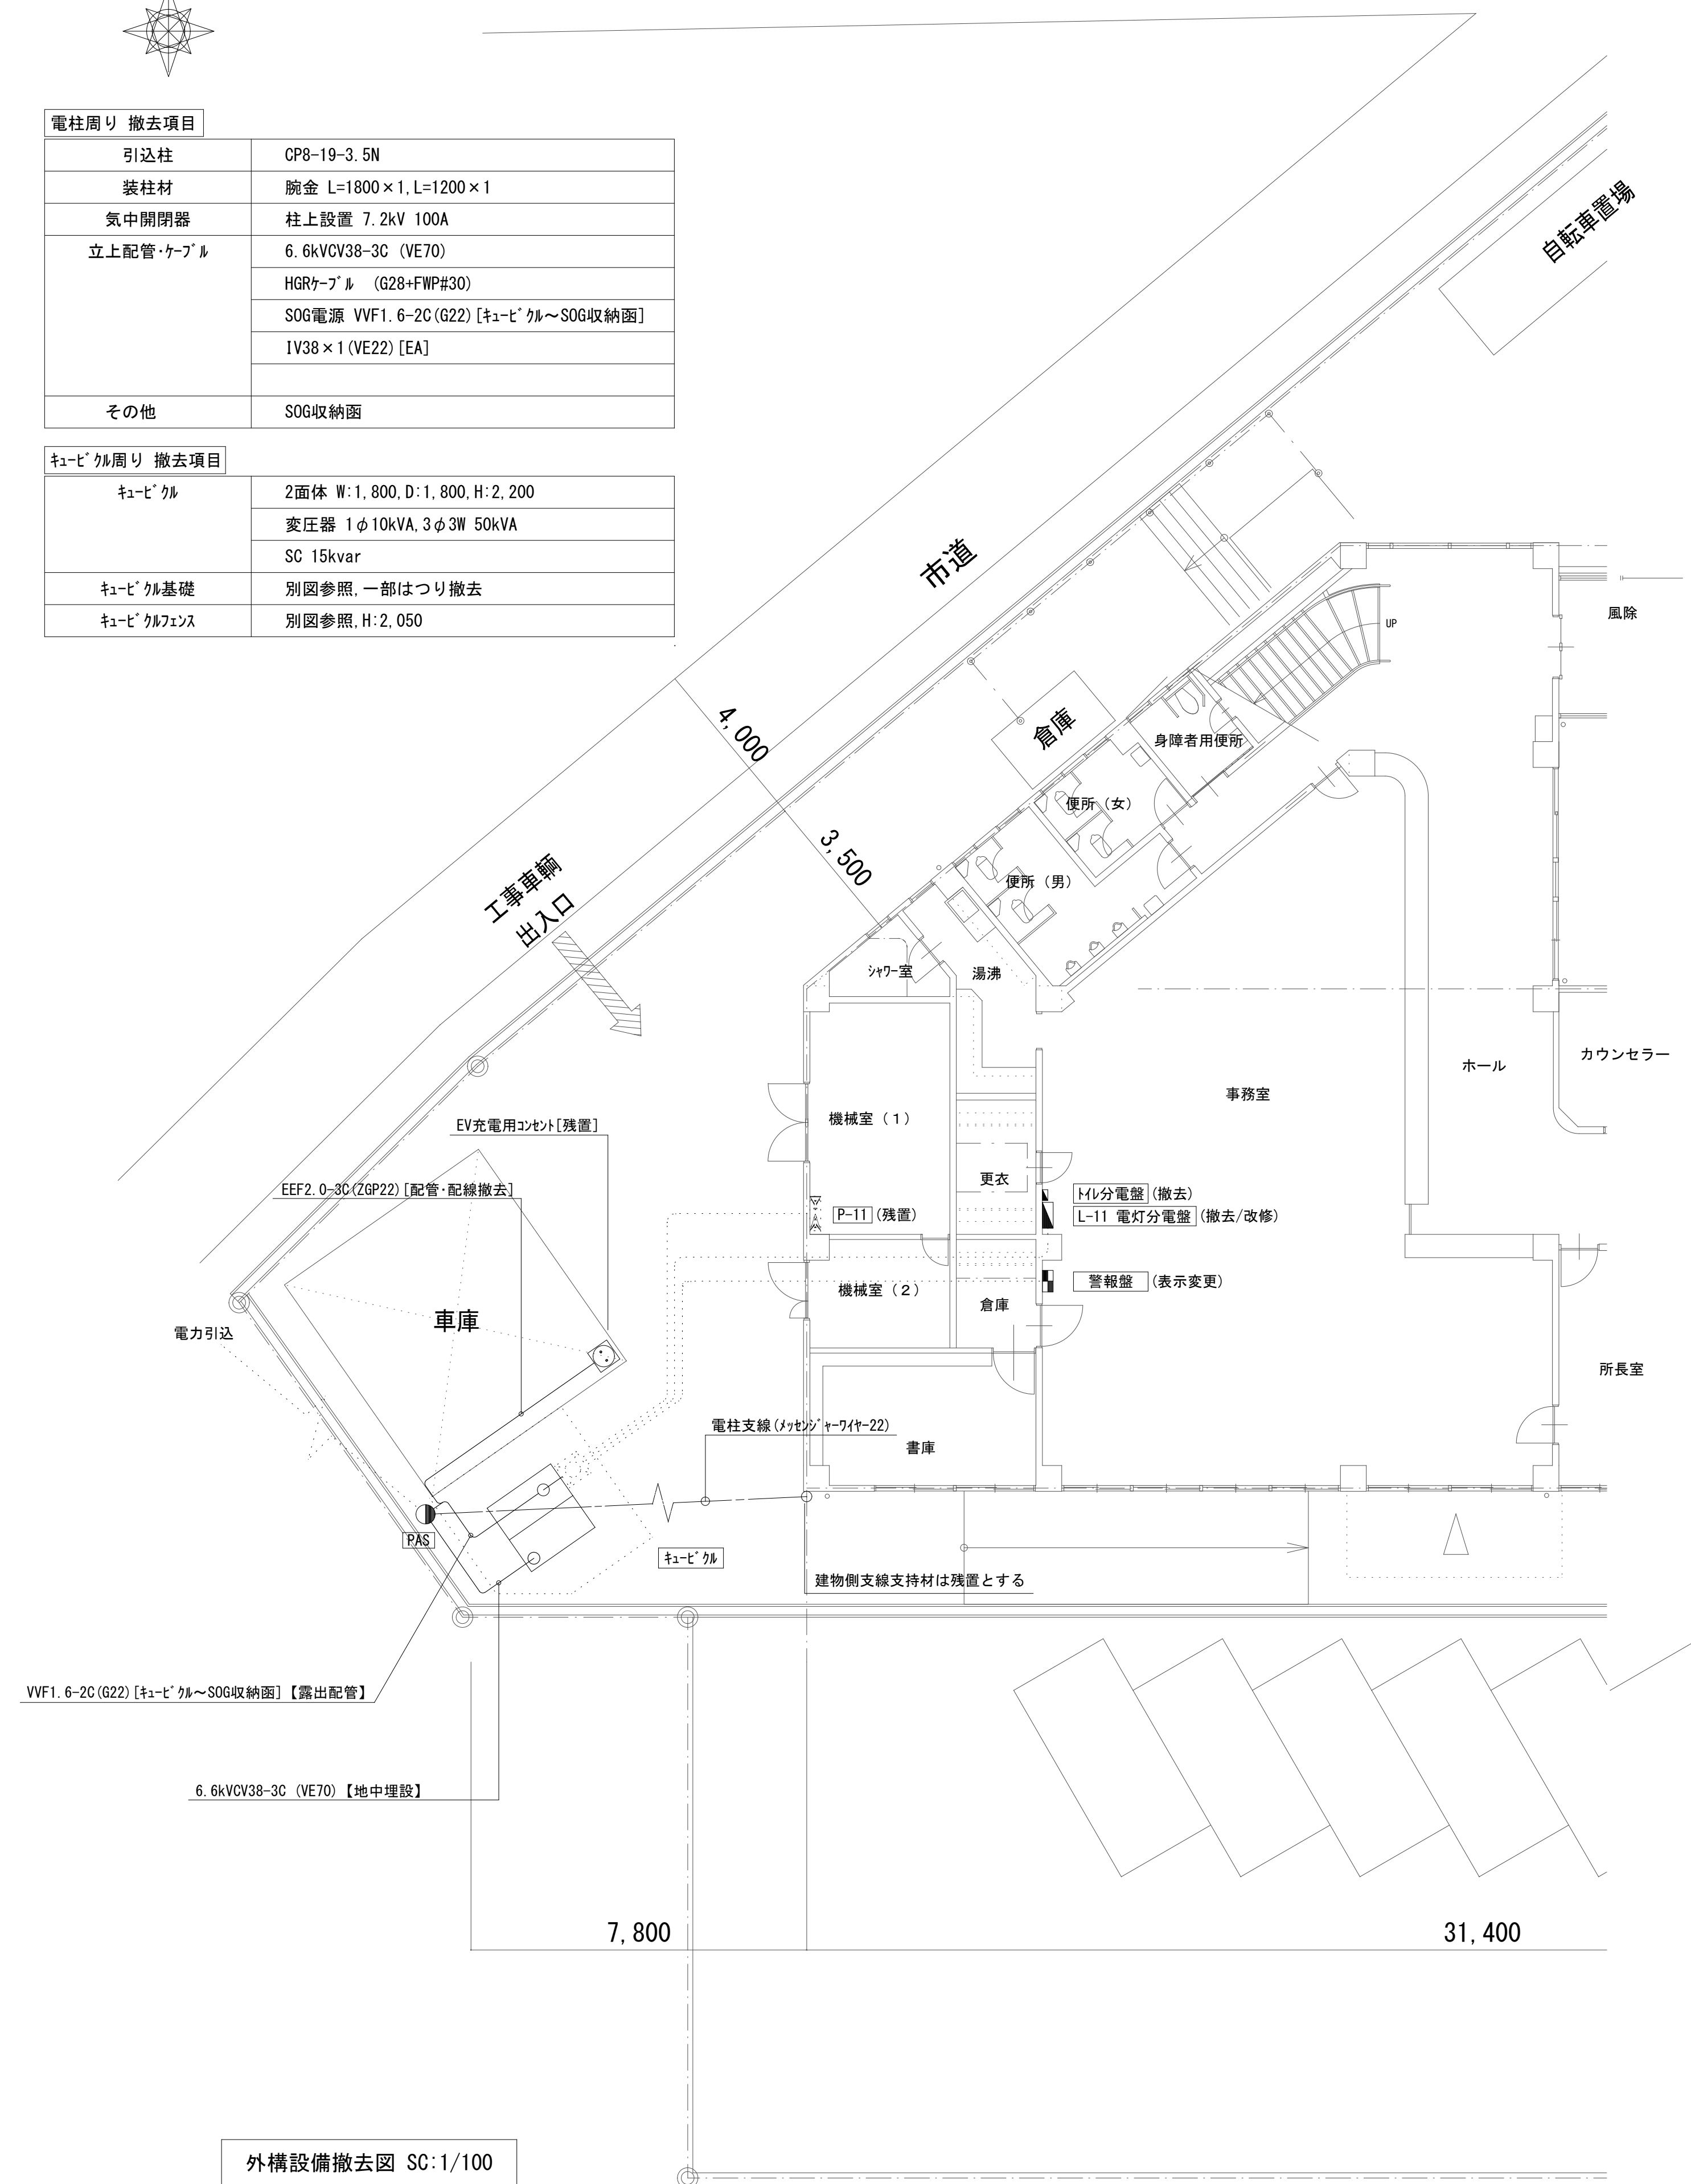 電柱周り 撤去項目
引込柱 CP8-19-3.5N
装柱材 腕金 L=1800×1,L=1200×1
気中開閉器 柱上設置 7.2kV 100A
立上配管・ケーブル 6.6kVCV38-3C (VE70)
HGRケーブル (G28+FWP#30)
SOG電源 VVF1.6-2C(G22)[キュービクル〜SOG収納函]
IV38×1(VE22)[EA]
その他 SOG収納函
キュービクル周り 撤去項目
キュービクル 2面体 W:1,800,D:1,800,H:2,200
変圧器 1φ10kVA,3φ3W 50kVA
SC 15kvar
キュービクル基礎 別図参照,一部はつり撤去
キュービクルフェンス 別図参照,H:2,050
自転車置場
市道
風除
UP
4,000
倉庫
身障者用便所
便所（女）
3,500
便所（男）
工事車輌
出入口
シャワー室
湯沸
ホール
カウンセラー
事務室
機械室（1）
EV充電用コンセント[残置]
更衣
EEF2.0-3C(ZGP22)[配管・配線撤去]
トイレ分電盤 (撤去)
P-11 (残置)
L-11 電灯分電盤 (撤去/改修)
警報盤 (表示変更)
機械室（2）
倉庫
車庫
電力引込
所長室
電柱支線(メッセンジャーワイヤー22)
書庫
PAS
キュービクル
建物側支線支持材は残置とする
VVF1.6-2C(G22)[キュービクル〜SOG収納函]【露出配管】
6.6kVCV38-3C (VE70)【地中埋設】
7,800
31,400
外構設備撤去図 SC:1/100